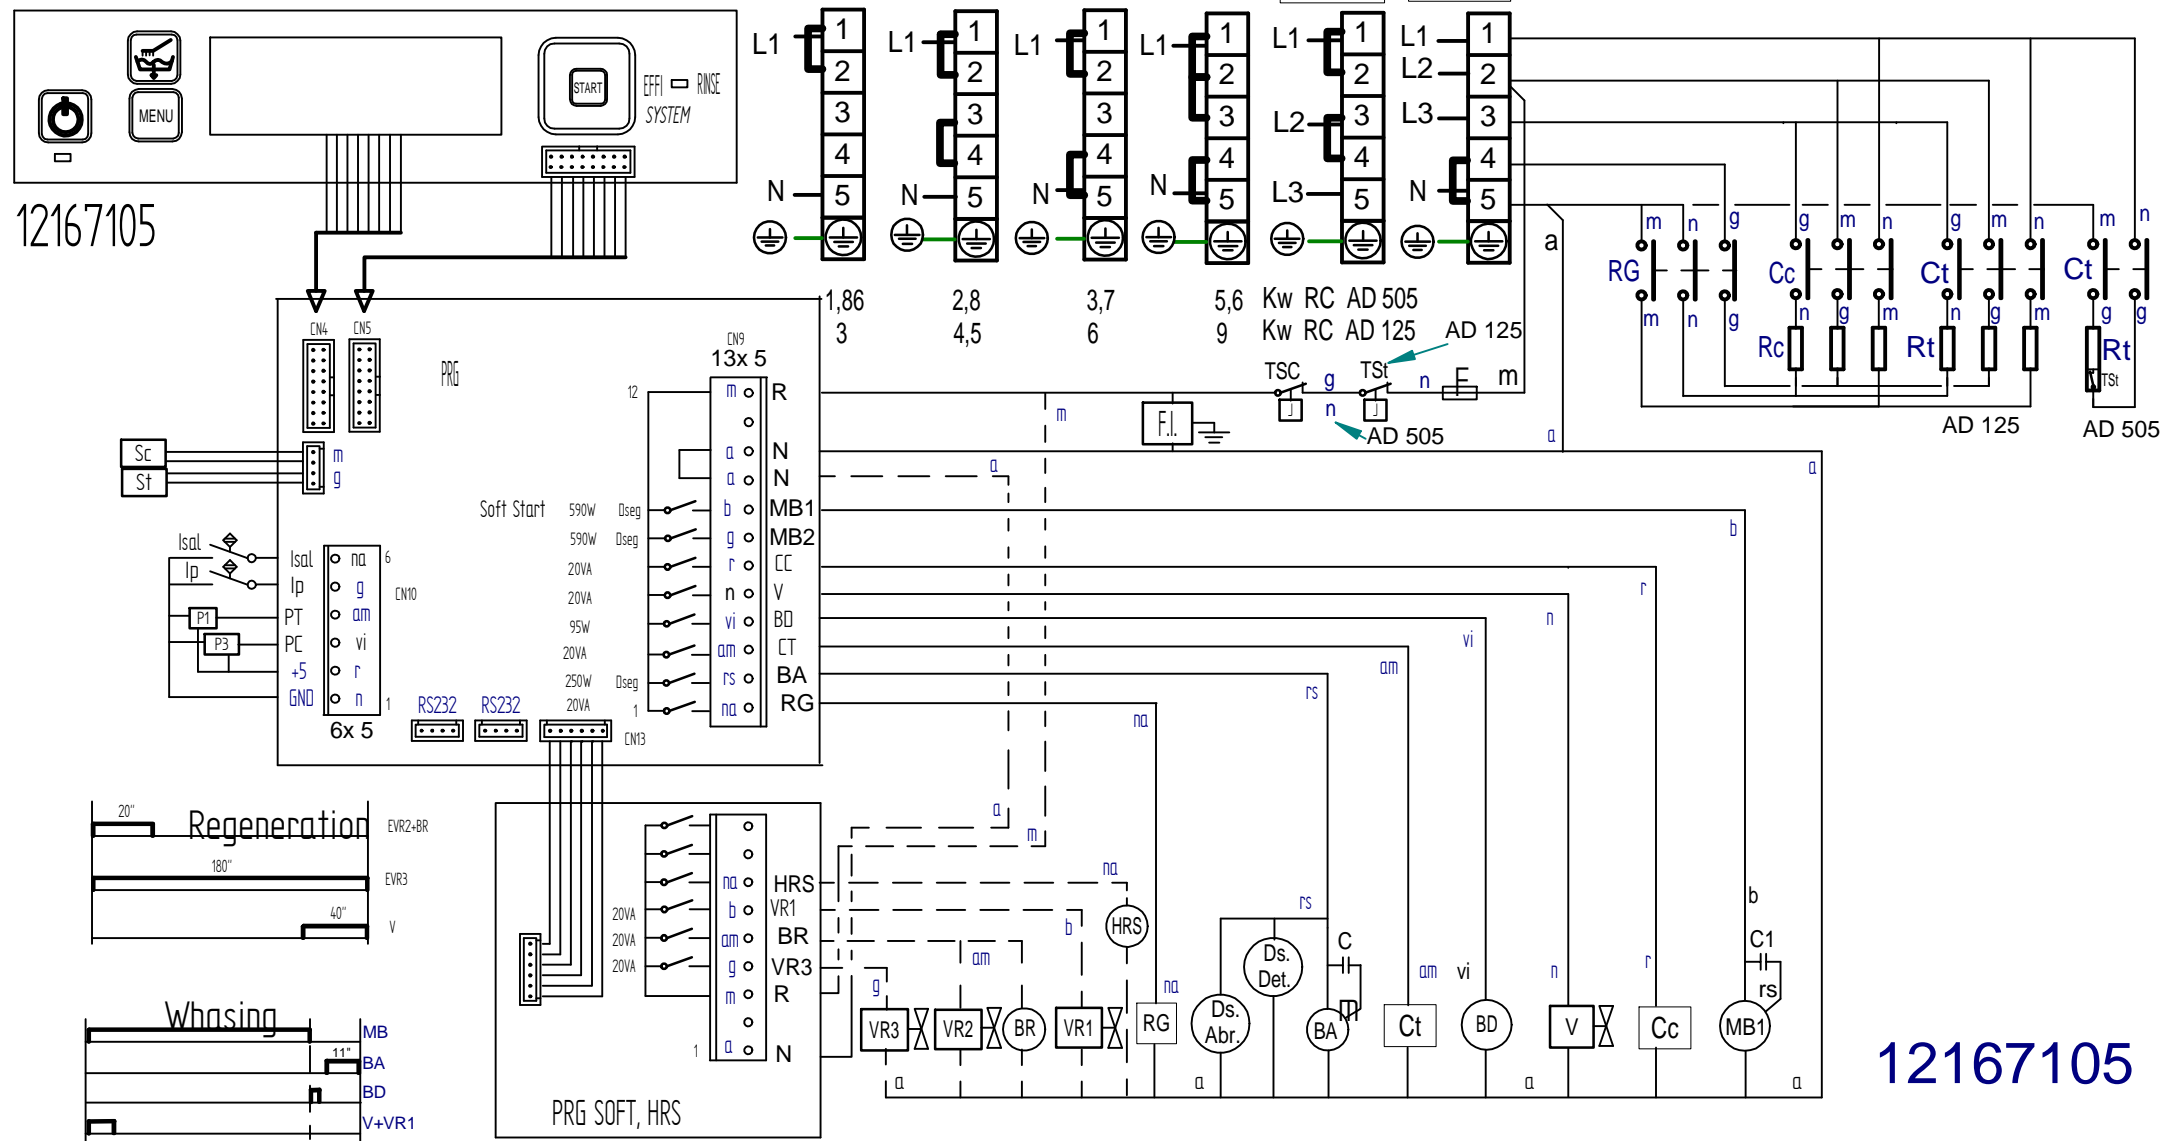 MENU
START
EFFI RINSE
SYSTEM
12167105
L1 1 2 3 4 N 5
L1 1 2 3 4 N 5
L1 1 2 3 4 N 5
L1 1 2 3 4 N 5
L1 1 2 L2 3 4 L3 5
L1 1 L2 2 L3 3 4 N 5
a
1,86 2,8 3,7 5,6 Kw RC AD 505
3 4,5 6 9 Kw RC AD 125
m n g g m n g m n m n
RG Cc Ct Ct
m n g n g m n g m g g
Rc Rt Rt
TSt
AD 125
AD 505
AD 125
TSC g TSt n F m
n
AD 505
F.I.
m
a
a
a
CN4 CN5
PRG
CN9
13x 5
12
m R
a N
a N
Soft Start 590W Dseg b MB1
590W Dseg g MB2
20VA r CC
20VA n V
95W vi BD
20VA am CT
250W Dseg rs BA
20VA 1 na RG
Sc m
St g
Isal Isal na 6
Ip Ip g CN10
P1 PT am
P3 PC vi
+5 r
GND n 1
6x 5
RS232 RS232
CN13
b
r
n
vi
am
rs
na
a
m
Regeneration
20" EVR2+BR
180" EVR3
40" V
Whasing
MB
11" BA
BD
V+VR1
na HRS na
20VA b VR1 b
20VA am BR am
20VA g VR3 g
m R
1 a N
PRG SOFT, HRS
HRS
na
rs
C
am vi n r
b
C1
rs
VR3 VR2 BR VR1 RG
Ds. Abr.
Ds. Det.
BA Ct BD V Cc MB1
a a a a
12167105